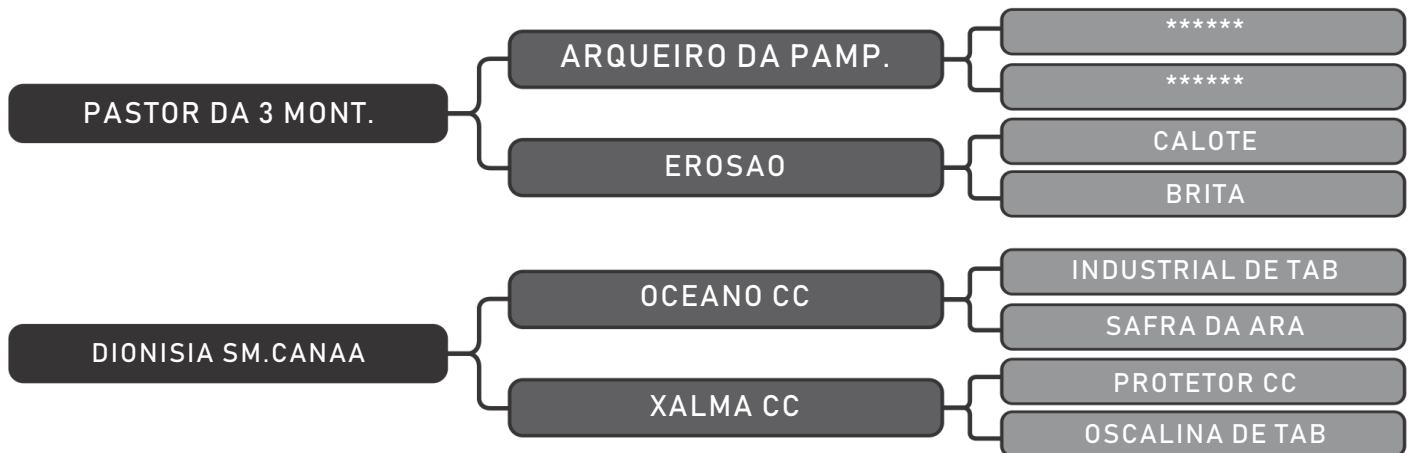 PASTOR DA 3 MONT.
ARQUEIRO DA PAMP.
******
******
EROSAO
CALOTE
BRITA
DIONISIA SM.CANAA
OCEANO CC
INDUSTRIAL DE TAB
SAFRA DA ARA
XALMA CC
PROTETOR CC
OSCALINA DE TAB